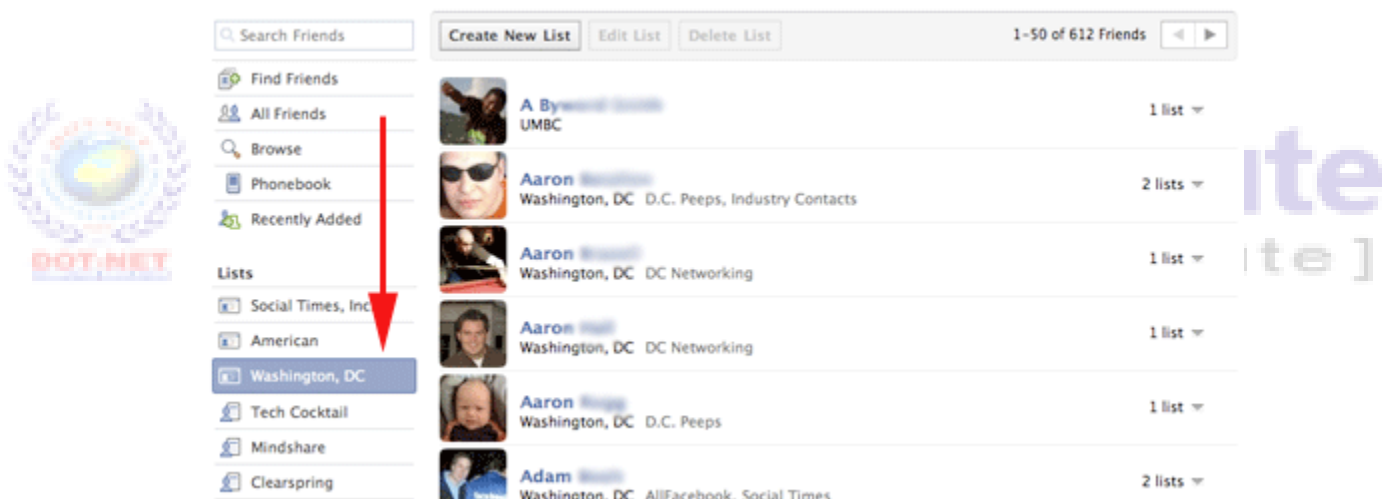 Search Friends
Find Friends
All Friends
Browse
Phonebook
Recently Added
Lists
Social Times, Inc
American
Washington, DC
Tech Cocktail
Mindshare
Clearspring
Create New List Edit List Delete List 1-50 of 612 Friends
A
UMBC
1 list
Aaron
Washington, DC D.C. Peeps, Industry Contacts
2 lists
Aaron
Washington, DC DC Networking
1 list
Aaron
Washington, DC DC Networking
1 list
Aaron
Washington, DC D.C. Peeps
1 list
Adam
Washington, DC AllFacebook, Social Times
2 lists
DOT-NET
ute
ute ]